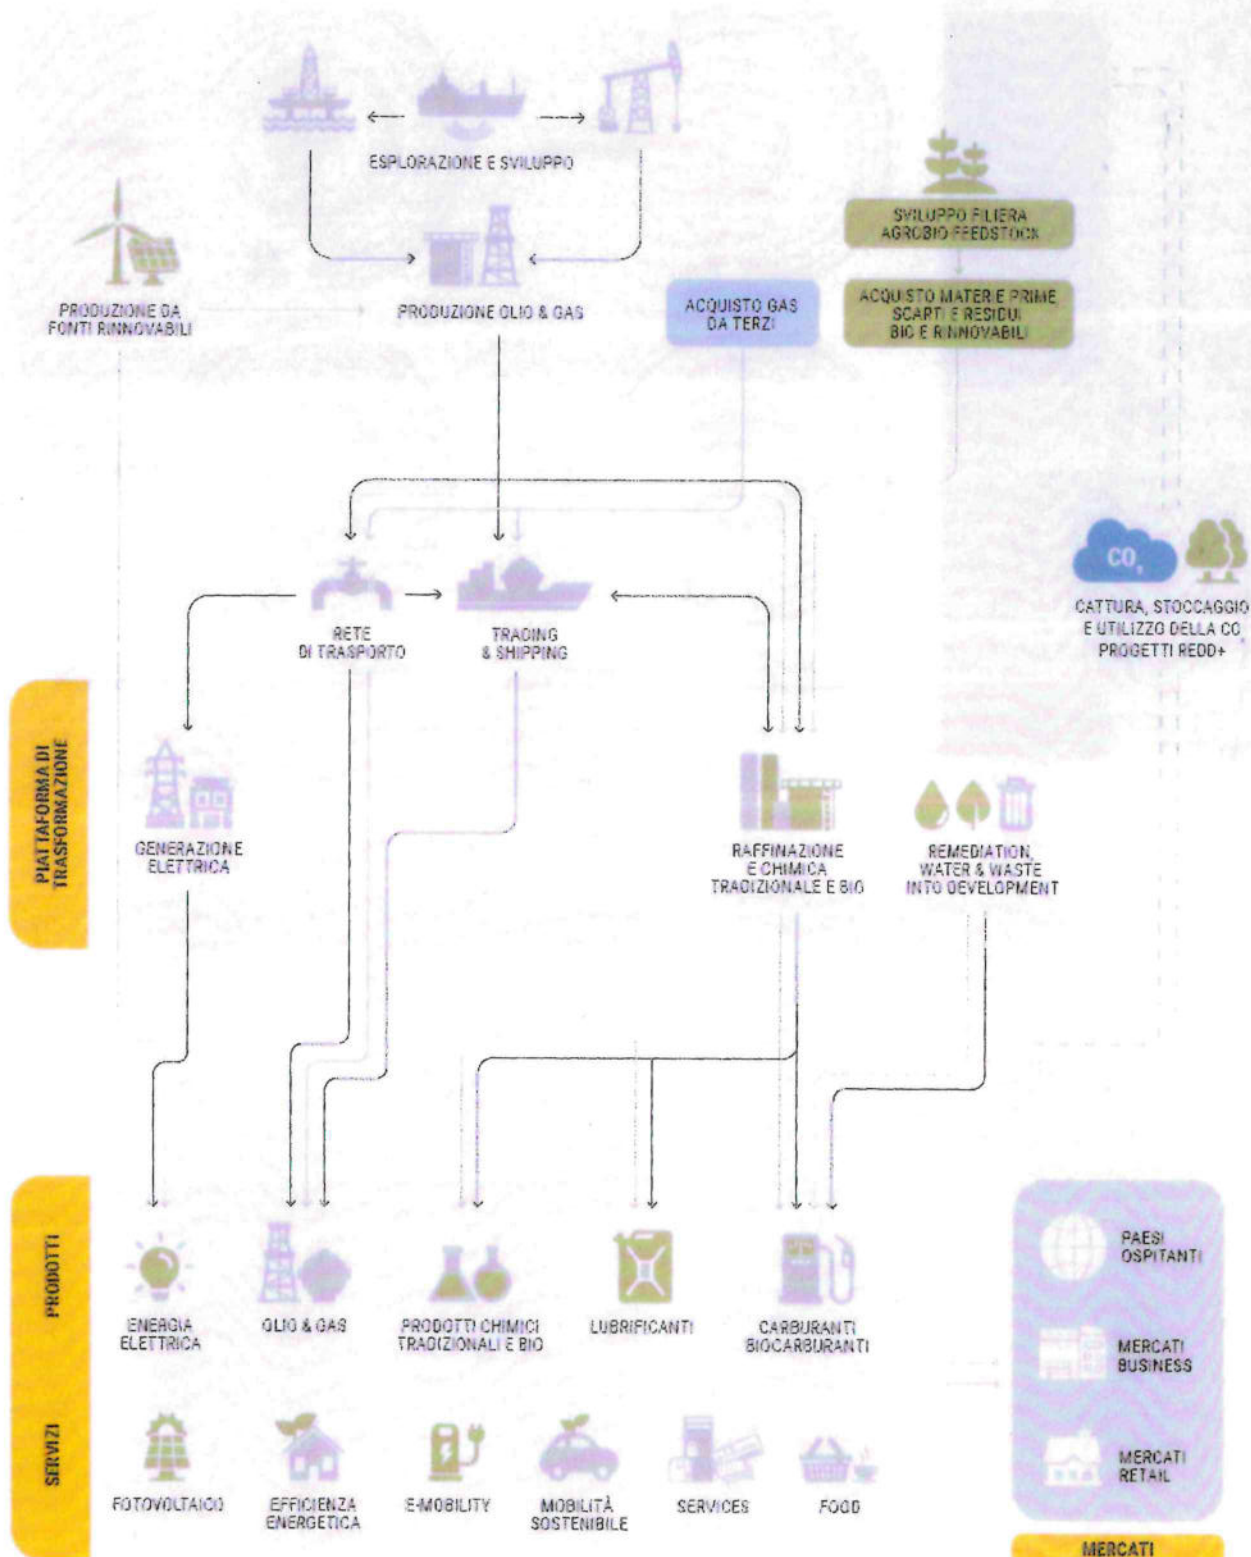 ESPLORAZIONE E SVILUPPO
SVILUPPO FILIERA
AGROBIO FEEDSTOCK
PRODUZIONE DA
FONTI RINNOVABILI
PRODUZIONE OLIO & GAS
ACQUISTO GAS
DA TERZI
ACQUISTO MATERIE PRIME,
SCARTI E RESIDUI
BIO E RINNOVABILI
CO₂
CATTURA, STOCCAGGIO
E UTILIZZO DELLA CO
PROGETTI REDD+
RETE
DI TRASPORTO
TRADING
& SHIPPING
PIATTAFORMA DI
TRASFORMAZIONE
GENERAZIONE
ELETTRICA
RAFFINAZIONE
E CHIMICA
TRADIZIONALE E BIO
REMEDIATION,
WATER & WASTE
INTO DEVELOPMENT
PRODOTTI
ENERGIA
ELETTRICA
OLIO & GAS
PRODOTTI CHIMICI
TRADIZIONALI E BIO
LUBRIFICANTI
CARBURANTI
BIOCARBURANTI
PAESI
OSPITANTI
MERCATI
BUSINESS
MERCATI
RETAIL
SERVIZI
FOTOVOLTAICO
EFFICIENZA
ENERGETICA
E-MOBILITY
MOBILITÀ
SOSTENIBILE
SERVICES
FOOD
MERCATI